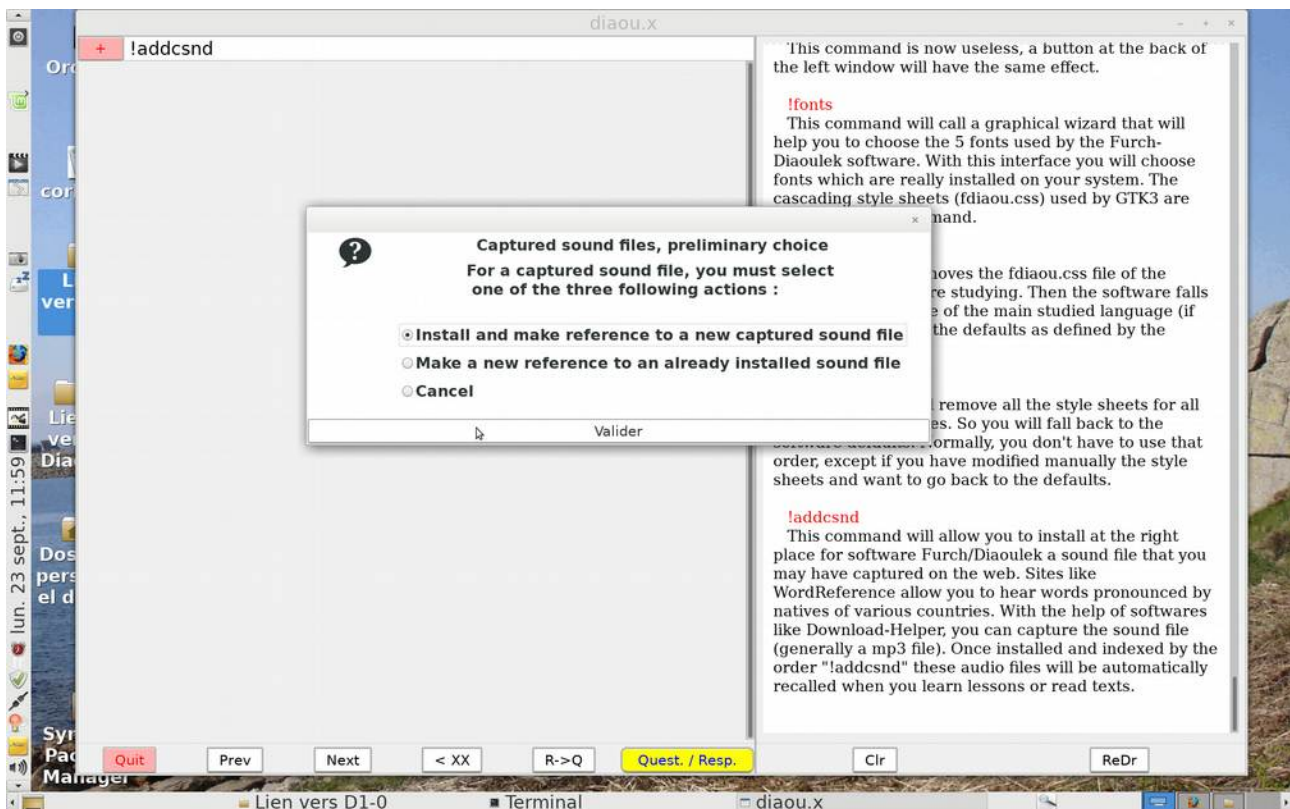 diaou.x
+ !addcsnd
This command is now useless, a button at the back of
the left window will have the same effect.
!fonts
This command will call a graphical wizard that will
help you to choose the 5 fonts used by the Furch-
Diaoulek software. With this interface you will choose
fonts which are really installed on your system. The
cascading style sheets (fdiaou.css) used by GTK3 are
mand.
oves the fdiaou.css file of the
re studying. Then the software falls
e of the main studied language (if
the defaults as defined by the
remove all the style sheets for all
es. So you will fall back to the
order, except if you have modified manually the style
sheets and want to go back to the defaults.
!addcsnd
This command will allow you to install at the right
place for software Furch/Diaoulek a sound file that you
may have captured on the web. Sites like
WordReference allow you to hear words pronounced by
natives of various countries. With the help of softwares
like Download-Helper, you can capture the sound file
(generally a mp3 file). Once installed and indexed by the
order "!addcsnd" these audio files will be automatically
recalled when you learn lessons or read texts.
Captured sound files, preliminary choice
For a captured sound file, you must select
one of the three following actions :
Install and make reference to a new captured sound file
Make a new reference to an already installed sound file
Cancel
Valider
Quit Prev Next < XX R->Q Quest. / Resp. Clr ReDr
Ord
cor
L
ver
Lie
ve
Dia
Dos
pers
el d
Syn
Pac
Manager
lun. 23 sept., 11:59
Lien vers D1-0 Terminal diaou.x